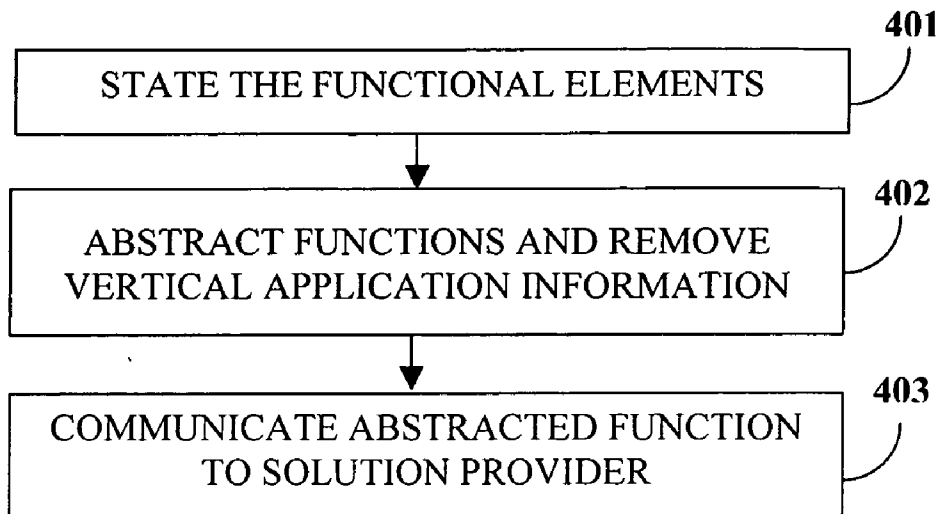 401
STATE THE FUNCTIONAL ELEMENTS
402
ABSTRACT FUNCTIONS AND REMOVE
VERTICAL APPLICATION INFORMATION
403
COMMUNICATE ABSTRACTED FUNCTION
TO SOLUTION PROVIDER